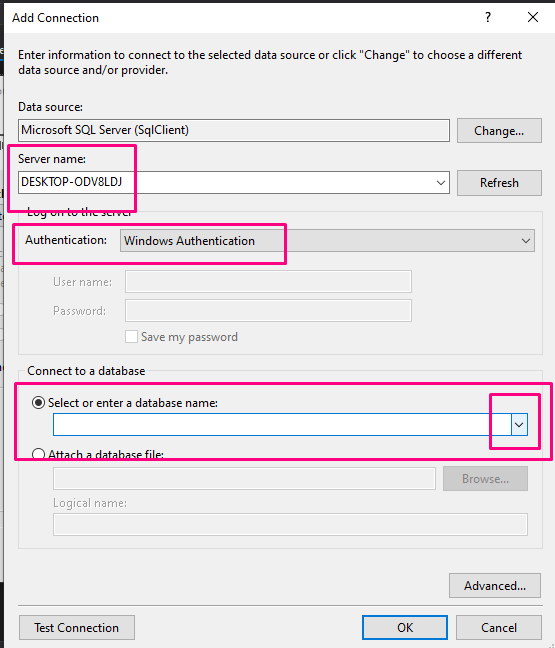 Add Connection
?
Enter information to connect to the selected data source or click "Change" to choose a different
data source and/or provider.
Data source:
Microsoft SQL Server (SqlClient)
Change...
Server name:
DESKTOP-ODV8LDJ
Refresh
Log on to the server
Authentication:
Windows Authentication
User name:
Password:
Save my password
Connect to a database
Select or enter a database name:
Attach a database file:
Browse...
Logical name:
Advanced...
Test Connection
OK
Cancel